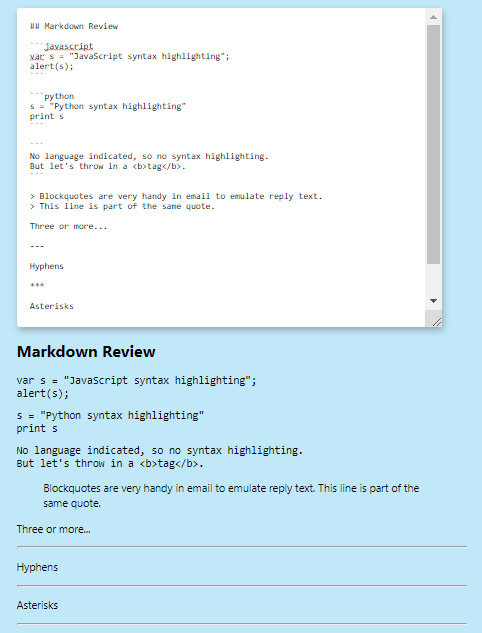 ## Markdown Review
```javascript
var s = "JavaScript syntax highlighting";
alert(s);
```
```python
s = "Python syntax highlighting"
print s
```
```
No language indicated, so no syntax highlighting.
But let's throw in a <b>tag</b>.
```
> Blockquotes are very handy in email to emulate reply text.
> This line is part of the same quote.
Three or more...
---
Hyphens
***
Asterisks
Markdown Review
var s = "JavaScript syntax highlighting";
alert(s);
s = "Python syntax highlighting"
print s
No language indicated, so no syntax highlighting.
But let's throw in a <b>tag</b>.
Blockquotes are very handy in email to emulate reply text. This line is part of the
same quote.
Three or more...
Hyphens
Asterisks